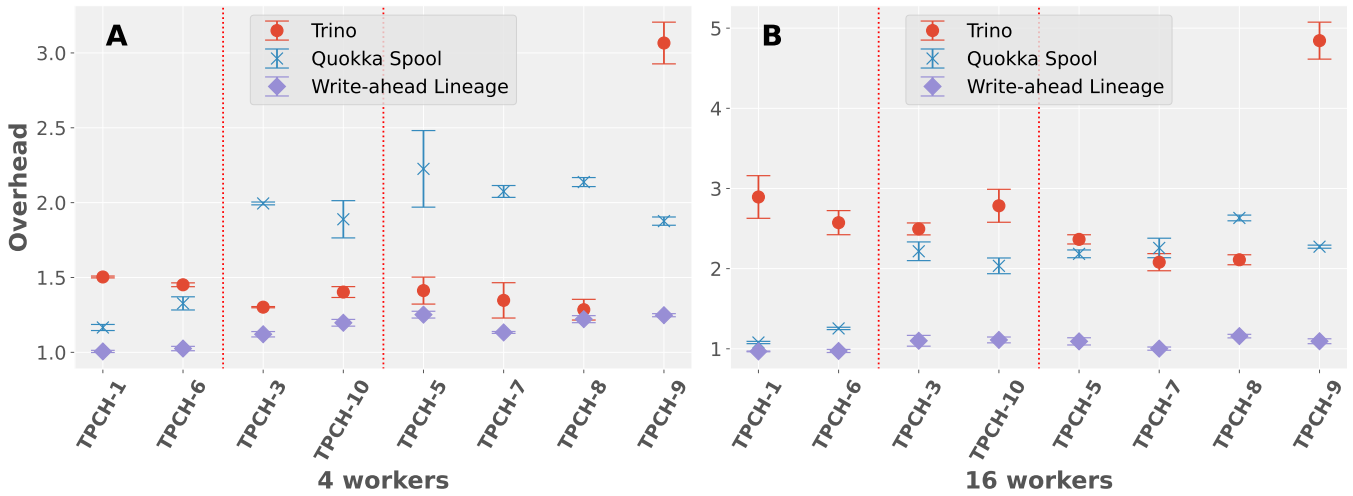 A
Trino
Quokka Spool
Write-ahead Lineage
Overhead
3.0
2.5
2.0
1.5
1.0
TPCH-1
TPCH-6
TPCH-3
TPCH-10
TPCH-5
TPCH-7
TPCH-8
TPCH-9
4 workers
B
Trino
Quokka Spool
Write-ahead Lineage
5
4
3
2
1
TPCH-1
TPCH-6
TPCH-3
TPCH-10
TPCH-5
TPCH-7
TPCH-8
TPCH-9
16 workers